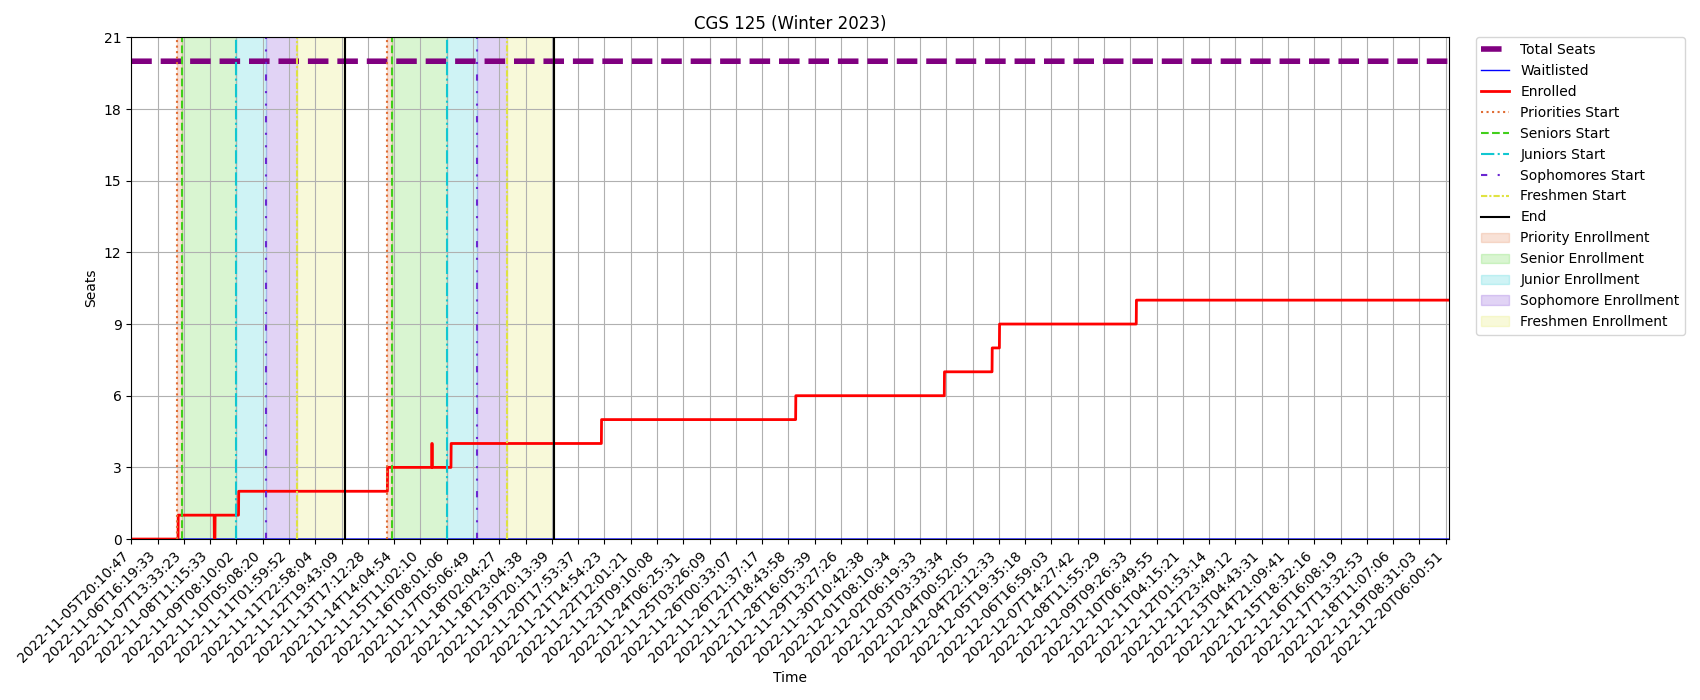 CGS 125 (Winter 2023)
21
18
15
12
9
6
3
0
Seats
2022-11-05T20:10:47
2022-11-06T16:19:33
2022-11-07T13:33:23
2022-11-08T11:15:33
2022-11-09T08:10:02
2022-11-10T05:08:20
2022-11-11T01:59:52
2022-11-11T22:58:04
2022-11-12T19:43:09
2022-11-13T17:12:28
2022-11-14T14:04:54
2022-11-15T11:02:10
2022-11-16T08:01:06
2022-11-17T05:06:49
2022-11-18T02:04:27
2022-11-18T23:04:38
2022-11-19T20:13:39
2022-11-20T17:53:37
2022-11-21T14:54:23
2022-11-22T12:01:21
2022-11-23T09:10:08
2022-11-24T06:25:31
2022-11-25T03:26:09
2022-11-26T00:33:07
2022-11-26T21:37:17
2022-11-27T18:43:58
2022-11-28T16:05:39
2022-11-29T13:27:26
2022-11-30T10:42:38
2022-12-01T08:10:34
2022-12-02T06:19:33
2022-12-03T03:33:34
2022-12-04T00:52:05
2022-12-04T22:12:33
2022-12-05T19:35:18
2022-12-06T16:59:03
2022-12-07T14:27:42
2022-12-08T11:55:29
2022-12-09T09:26:33
2022-12-10T06:49:55
2022-12-11T04:15:21
2022-12-12T01:53:14
2022-12-12T23:49:12
2022-12-13T04:43:31
2022-12-14T21:09:41
2022-12-15T18:32:16
2022-12-16T16:08:19
2022-12-17T13:32:53
2022-12-18T11:07:06
2022-12-19T08:31:03
2022-12-20T06:00:51
Time
Total Seats
Waitlisted
Enrolled
Priorities Start
Seniors Start
Juniors Start
Sophomores Start
Freshmen Start
End
Priority Enrollment
Senior Enrollment
Junior Enrollment
Sophomore Enrollment
Freshmen Enrollment